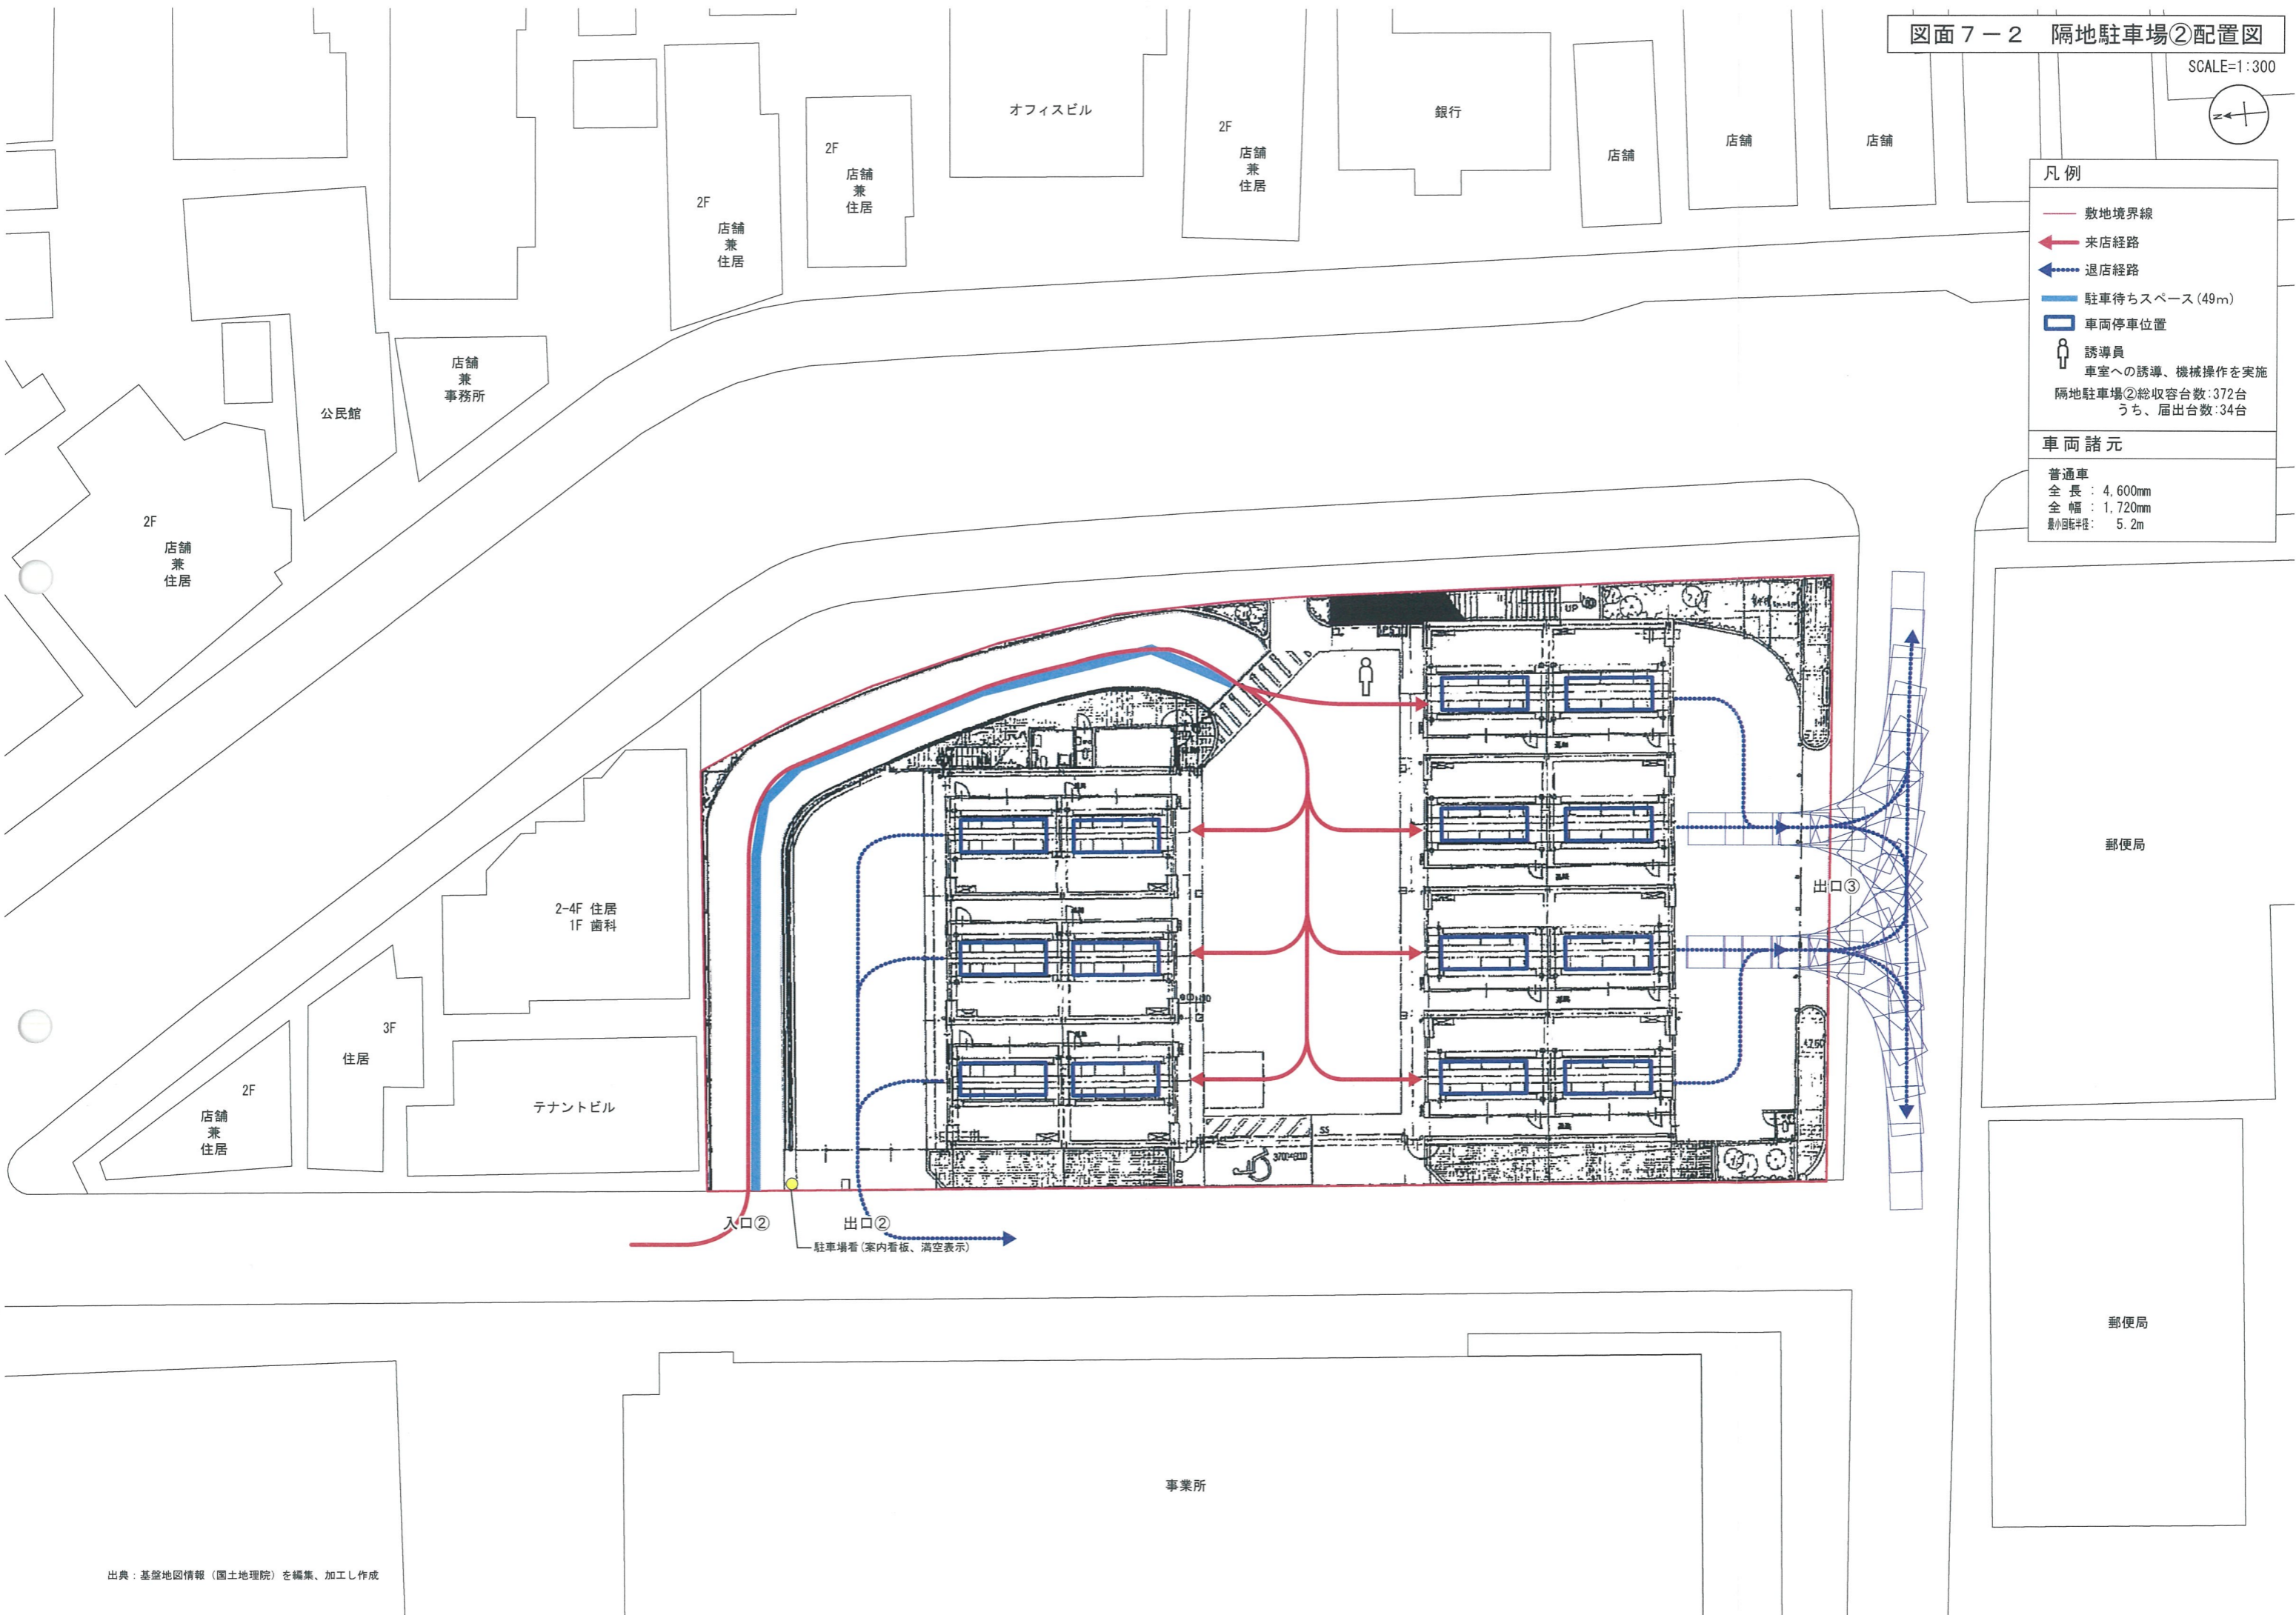 図面７－２　隔地駐車場②配置図
SCALE=1:300
N
凡例
敷地境界線
来店経路
退店経路
駐車待ちスペース(49m)
車両停車位置
誘導員
車室への誘導、機械操作を実施
隔地駐車場②総収容台数:372台
うち、届出台数:34台
車両諸元
普通車
全長：4,600mm
全幅：1,720mm
最小回転半径：5.2m
オフィスビル
銀行
2F
店舗
兼
住居
2F
店舗
兼
住居
2F
店舗
兼
住居
店舗
店舗
店舗
店舗
兼
事務所
公民館
2F
店舗
兼
住居
UP
2-4F 住居
1F 歯科
郵便局
出口③
3F
住居
2F
店舗
兼
住居
テナントビル
SS
入口②
出口②
駐車場看(案内看板、満空表示)
郵便局
事業所
出典：基盤地図情報（国土地理院）を編集、加工し作成